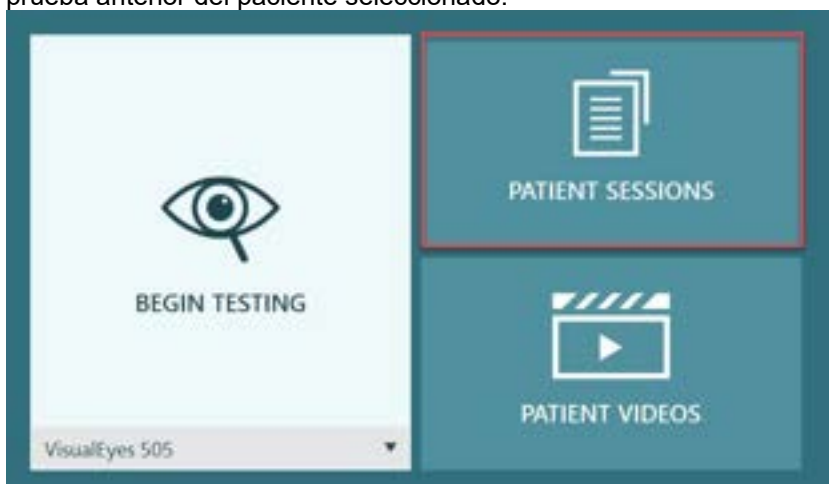 prueba anterior del paciente seleccionado.
BEGIN TESTING
VisualEyes 505
PATIENT SESSIONS
PATIENT VIDEOS